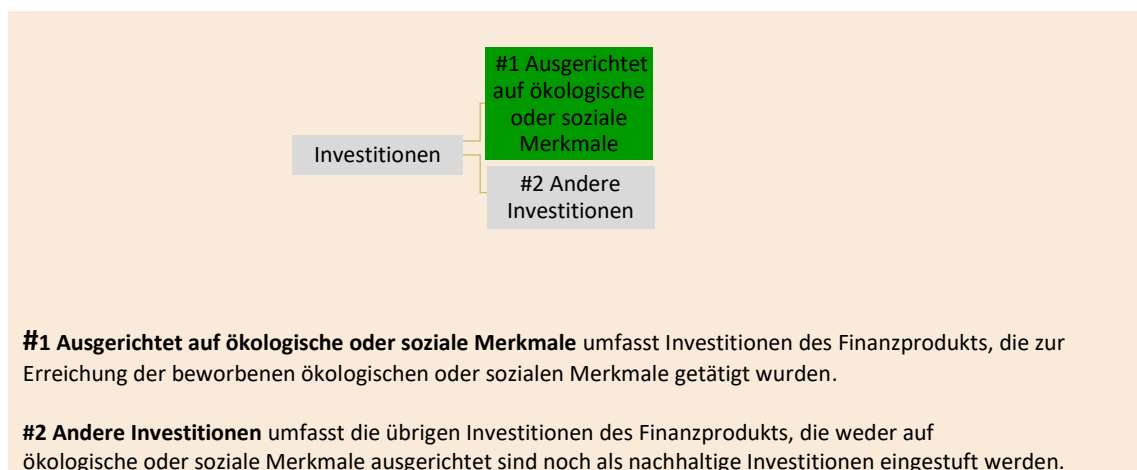 #1 Ausgerichtet
auf ökologische
oder soziale
Merkmale
Investitionen
#2 Andere
Investitionen
#1 Ausgerichtet auf ökologische oder soziale Merkmale umfasst Investitionen des Finanzprodukts, die zur
Erreichung der beworbenen ökologischen oder sozialen Merkmale getätigt wurden.
#2 Andere Investitionen umfasst die übrigen Investitionen des Finanzprodukts, die weder auf
ökologische oder soziale Merkmale ausgerichtet sind noch als nachhaltige Investitionen eingestuft werden.